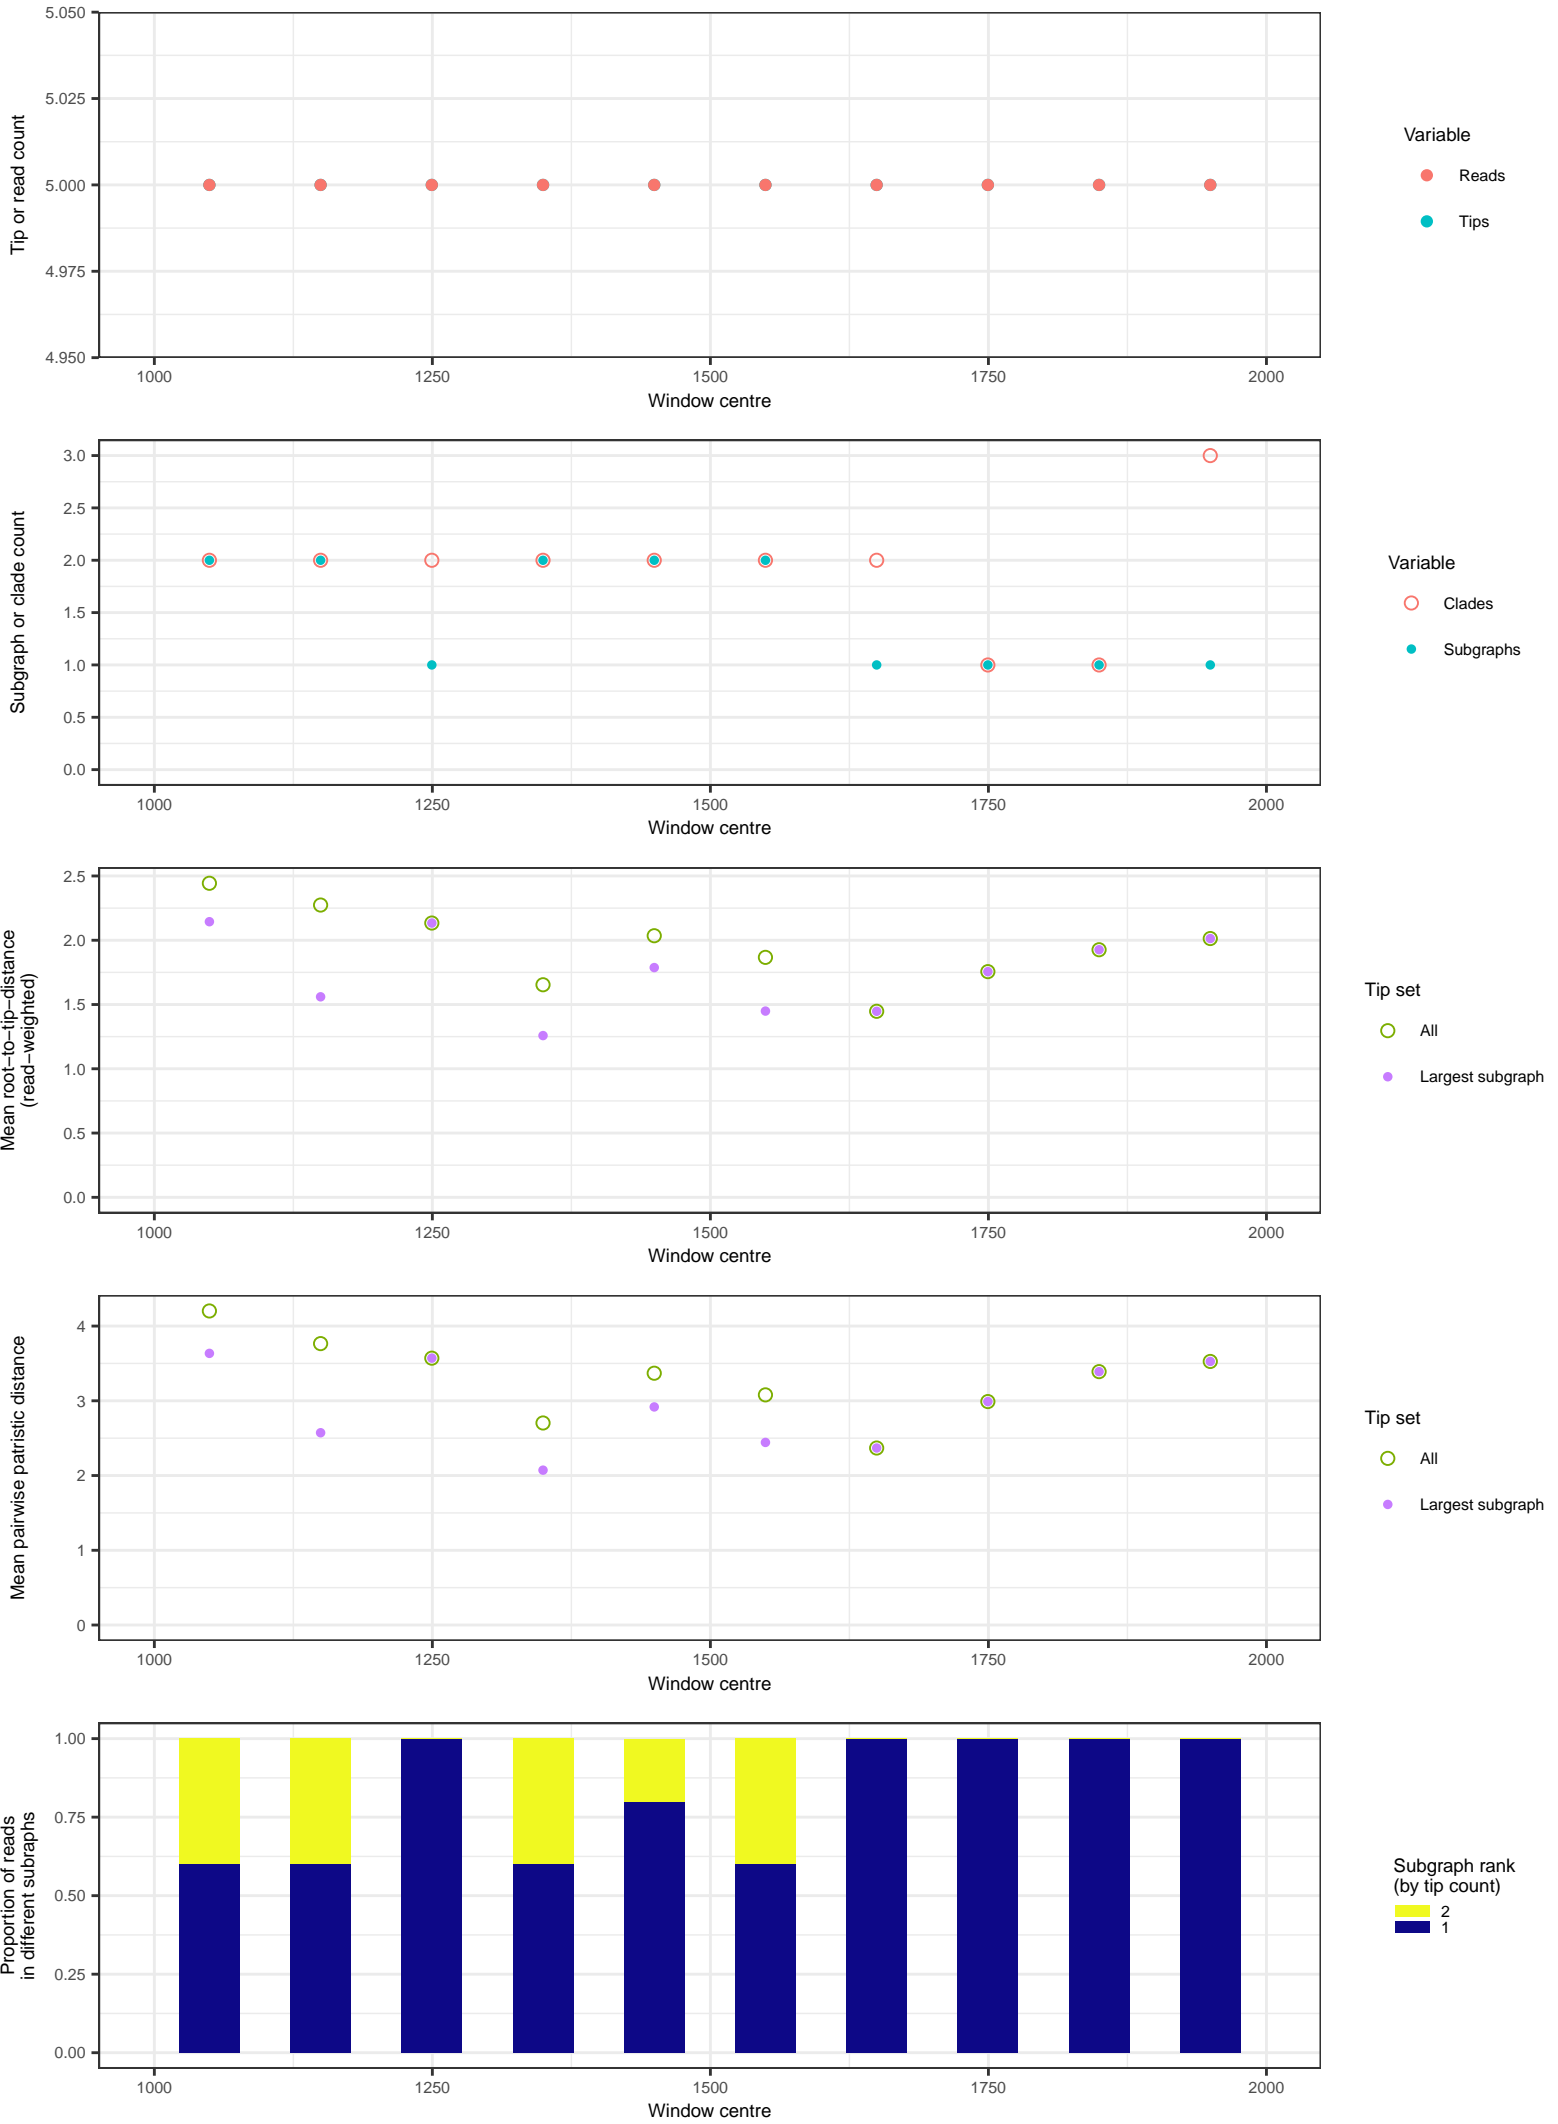 5.050
5.025
5.000
4.975
4.950
Tip or read count
1000 1250 1500 1750 2000
Window centre
Variable
Reads
Tips
3.0
2.5
2.0
1.5
1.0
0.5
0.0
Subgraph or clade count
1000 1250 1500 1750 2000
Window centre
Variable
Clades
Subgraphs
2.5
2.0
1.5
1.0
0.5
0.0
Mean root−to−tip−distance
(read−weighted)
1000 1250 1500 1750 2000
Window centre
Tip set
All
Largest subgraph
4
3
2
1
0
Mean pairwise patristic distance
1000 1250 1500 1750 2000
Window centre
Tip set
All
Largest subgraph
1.00
0.75
0.50
0.25
0.00
Proportion of reads
in different subraphs
1000 1250 1500 1750 2000
Window centre
Subgraph rank
(by tip count)
2
1